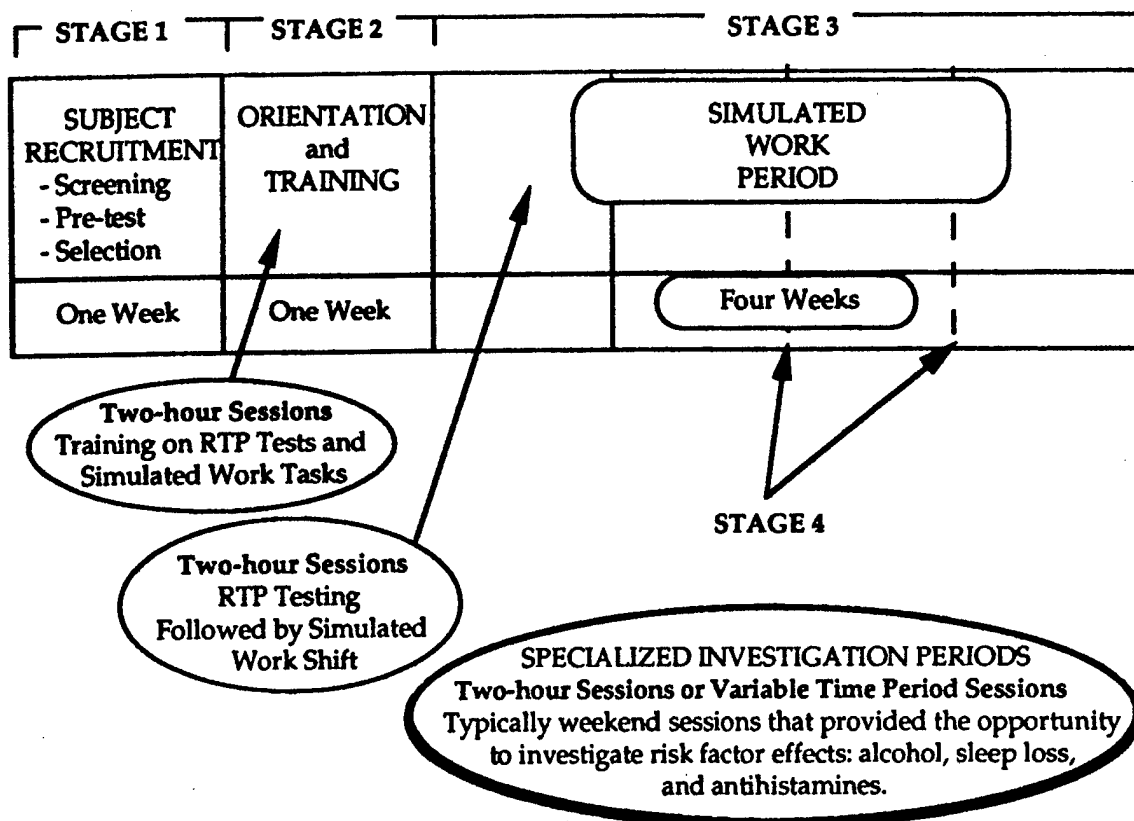 STAGE 1 STAGE 2 STAGE 3
SUBJECT
RECRUITMENT
- Screening
- Pre-test
- Selection
ORIENTATION
and
TRAINING
SIMULATED
WORK
PERIOD
One Week
One Week
Four Weeks
Two-hour Sessions
Training on RTP Tests and
Simulated Work Tasks
STAGE 4
Two-hour Sessions
RTP Testing
Followed by Simulated
Work Shift
SPECIALIZED INVESTIGATION PERIODS
Two-hour Sessions or Variable Time Period Sessions
Typically weekend sessions that provided the opportunity
to investigate risk factor effects: alcohol, sleep loss,
and antihistamines.